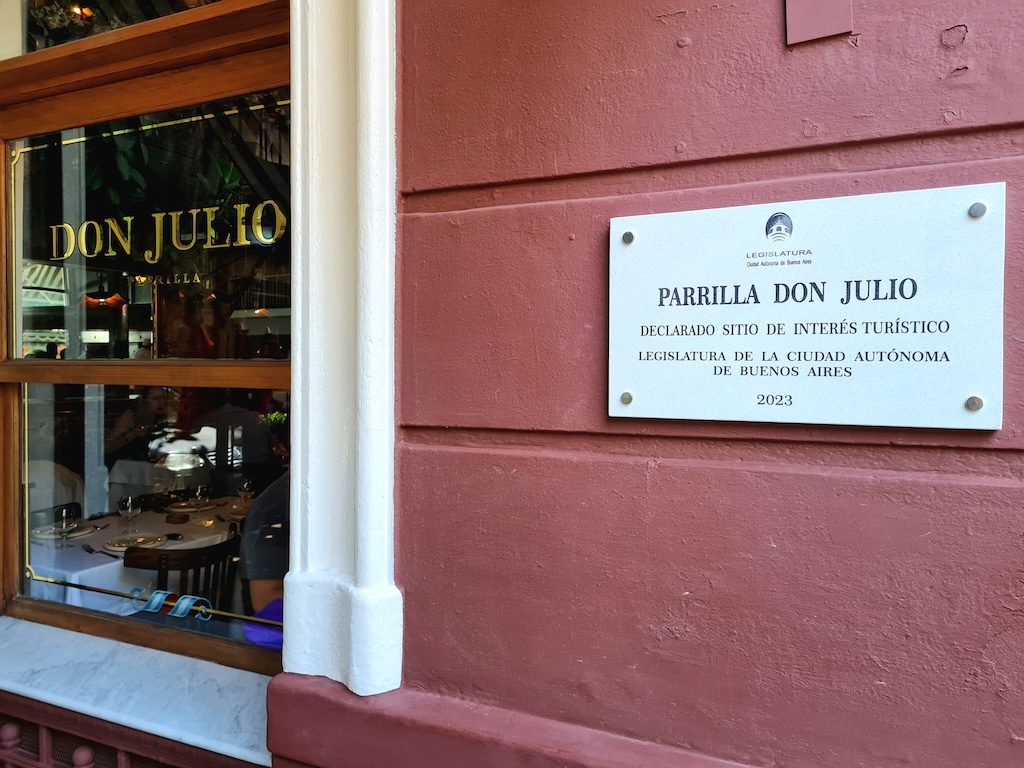 DON JULIO
PARRILLA
LEGISLATURA
Ciudad Autónoma de Buenos Aires
PARRILLA DON JULIO
DECLARADO SITIO DE INTERÉS TURÍSTICO
LEGISLATURA DE LA CIUDAD AUTÓNOMA
DE BUENOS AIRES
2023